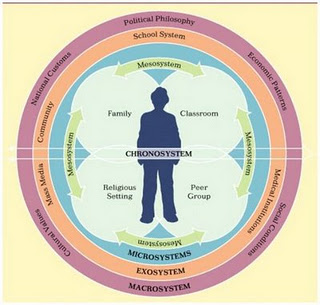 Political Philosophy
School System
Mesosystem
National Customs
Economic Patterns
Community
Family
Classroom
Mesosystem
Mesosystem
CHRONOSYSTEM
Mass Media
Medical Institutions
Religious
Setting
Peer
Group
Cultural Values
Social Conditions
Mesosystem
MICROSYSTEMS
EXOSYSTEM
MACROSYSTEM